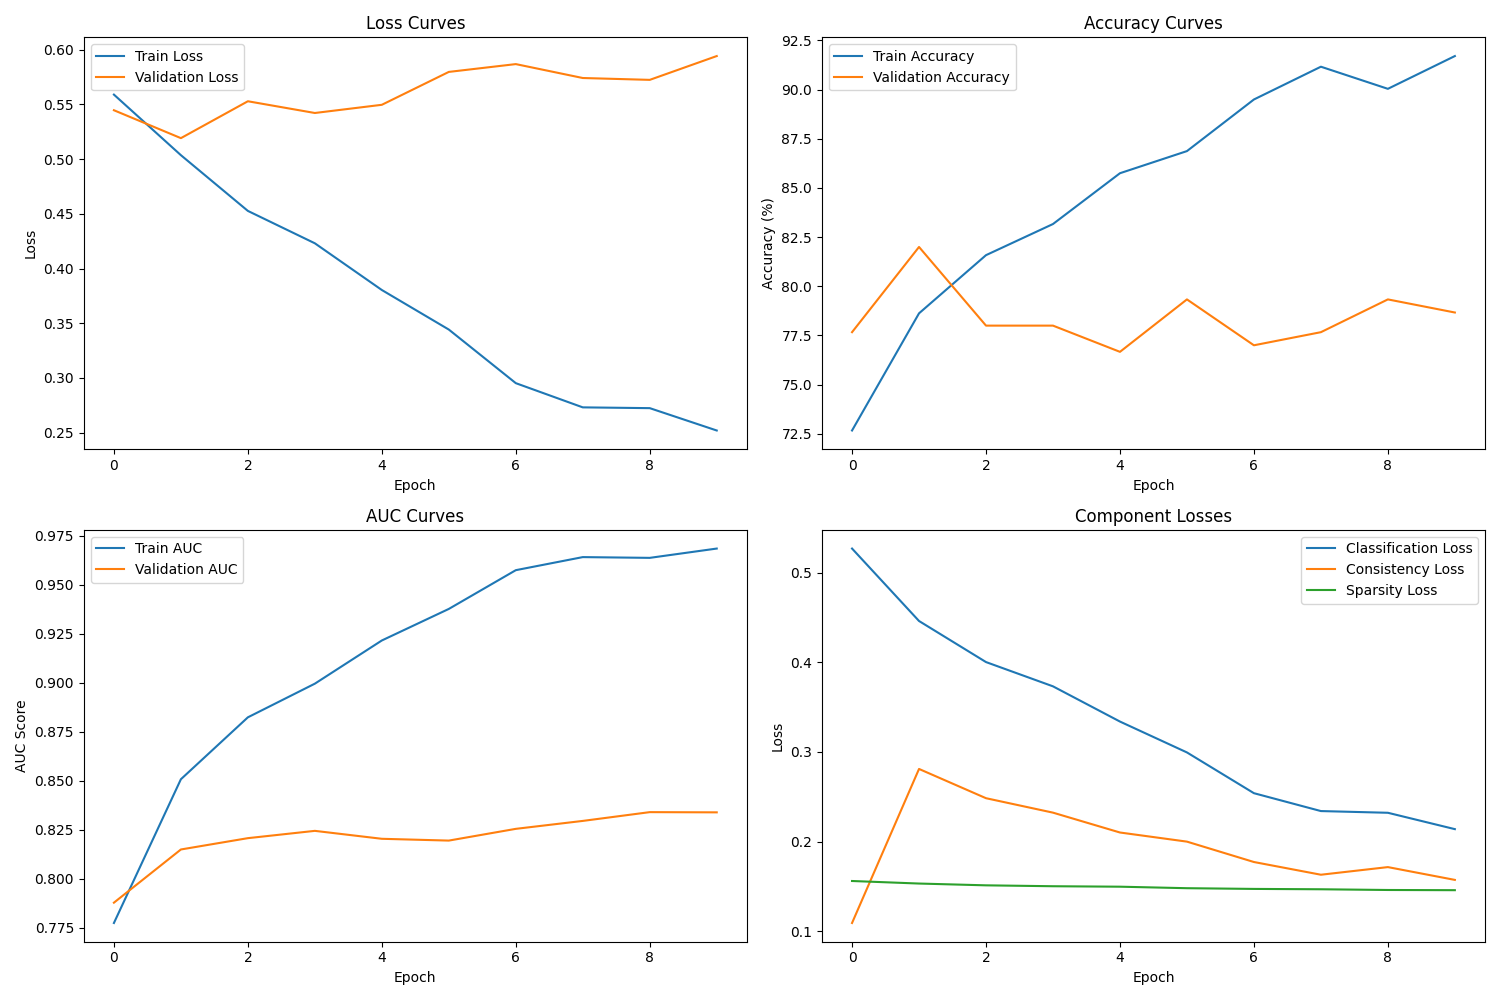 Loss Curves
Train Loss
Validation Loss
0.60
0.55
0.50
0.45
0.40
0.35
0.30
0.25
Loss
0 2 4 6 8
Epoch
Accuracy Curves
Train Accuracy
Validation Accuracy
92.5
90.0
87.5
85.0
82.5
80.0
77.5
75.0
72.5
Accuracy (%)
0 2 4 6 8
Epoch
AUC Curves
Train AUC
Validation AUC
0.975
0.950
0.925
0.900
0.875
0.850
0.825
0.800
0.775
AUC Score
0 2 4 6 8
Epoch
Component Losses
Classification Loss
Consistency Loss
Sparsity Loss
0.5
0.4
0.3
0.2
0.1
Loss
0 2 4 6 8
Epoch